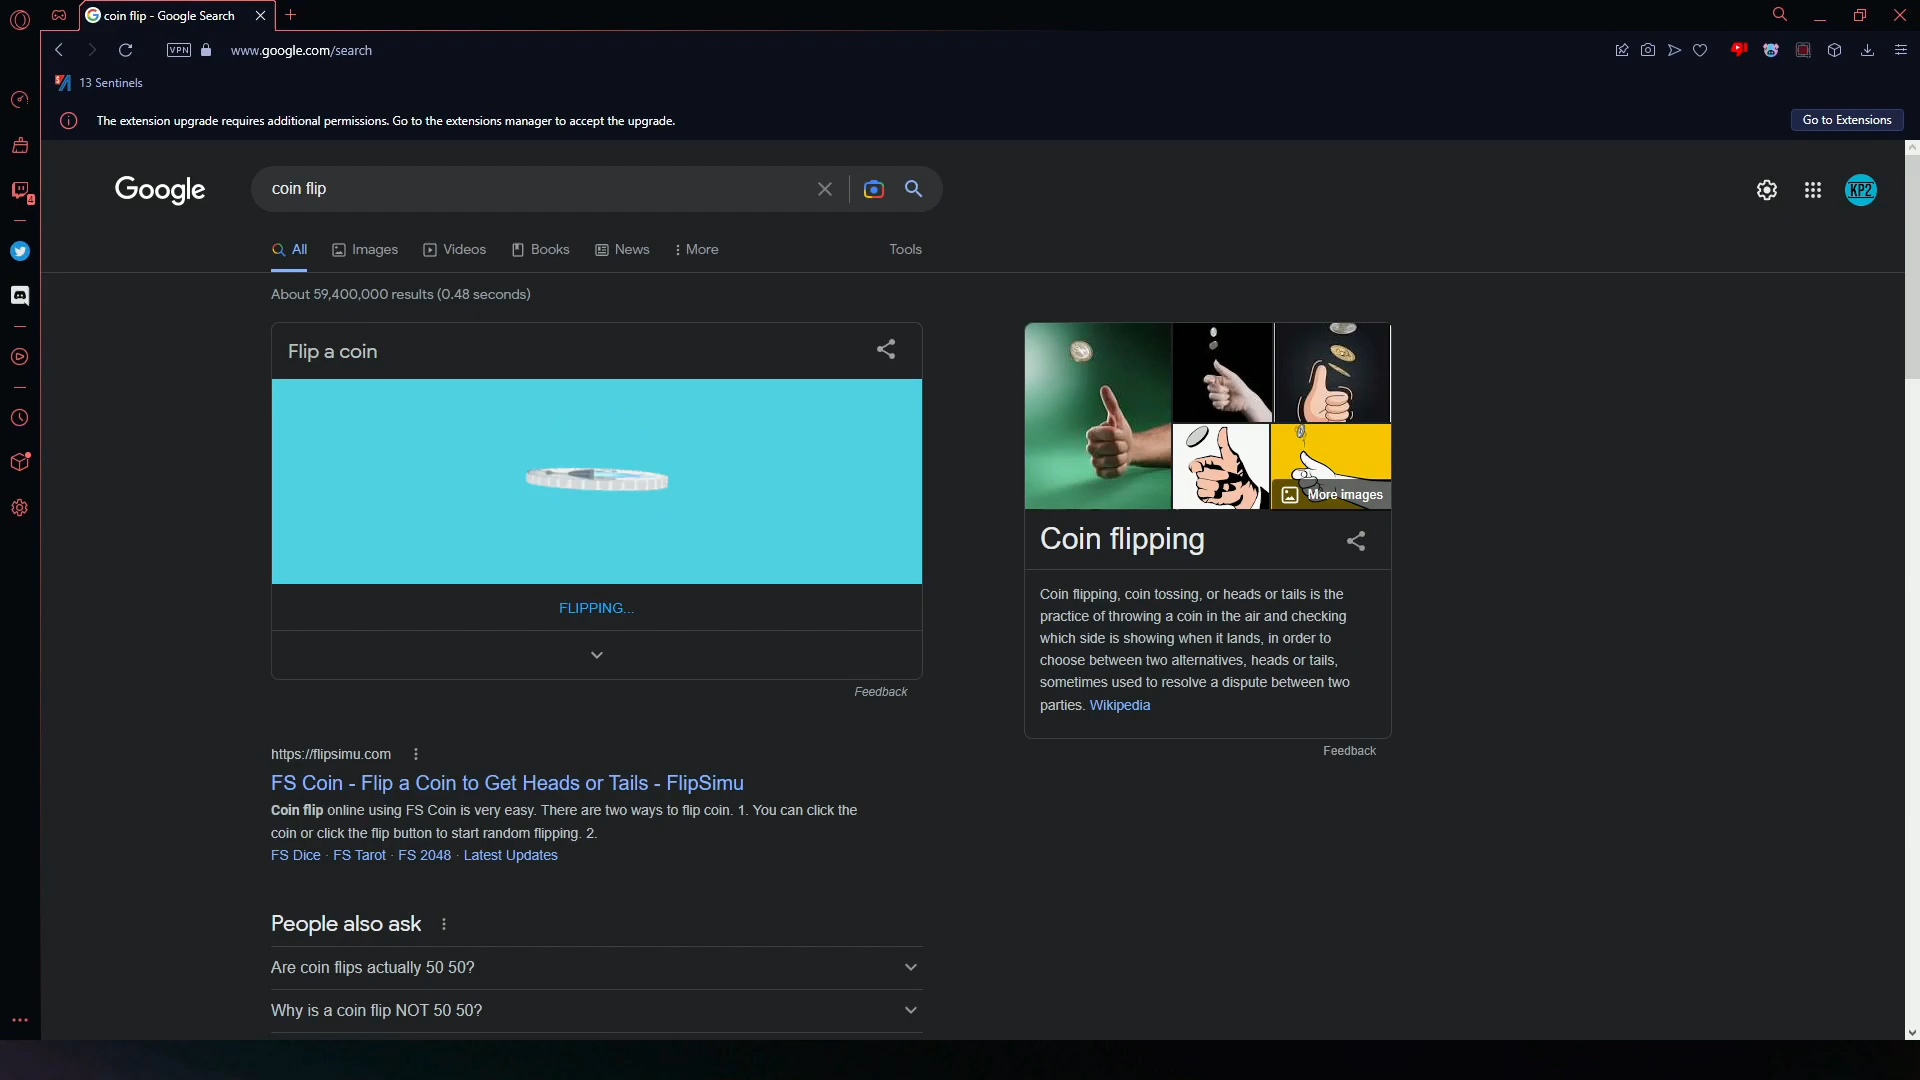 coin flip - Google Search
VPN
www.google.com/search
13 Sentinels
The extension upgrade requires additional permissions. Go to the extensions manager to accept the upgrade.
Go to Extensions
Google
coin flip
KP2
All
Images
Videos
Books
News
More
Tools
About 59,400,000 results (0.48 seconds)
Flip a coin
FLIPPING...
Feedback
https://flipsimu.com
FS Coin - Flip a Coin to Get Heads or Tails - FlipSimu
Coin flip online using FS Coin is very easy. There are two ways to flip coin. 1. You can click the
coin or click the flip button to start random flipping. 2.
FS Dice · FS Tarot · FS 2048 · Latest Updates
People also ask
Are coin flips actually 50 50?
Why is a coin flip NOT 50 50?
More images
Coin flipping
Coin flipping, coin tossing, or heads or tails is the
practice of throwing a coin in the air and checking
which side is showing when it lands, in order to
choose between two alternatives, heads or tails,
sometimes used to resolve a dispute between two
parties. Wikipedia
Feedback
4